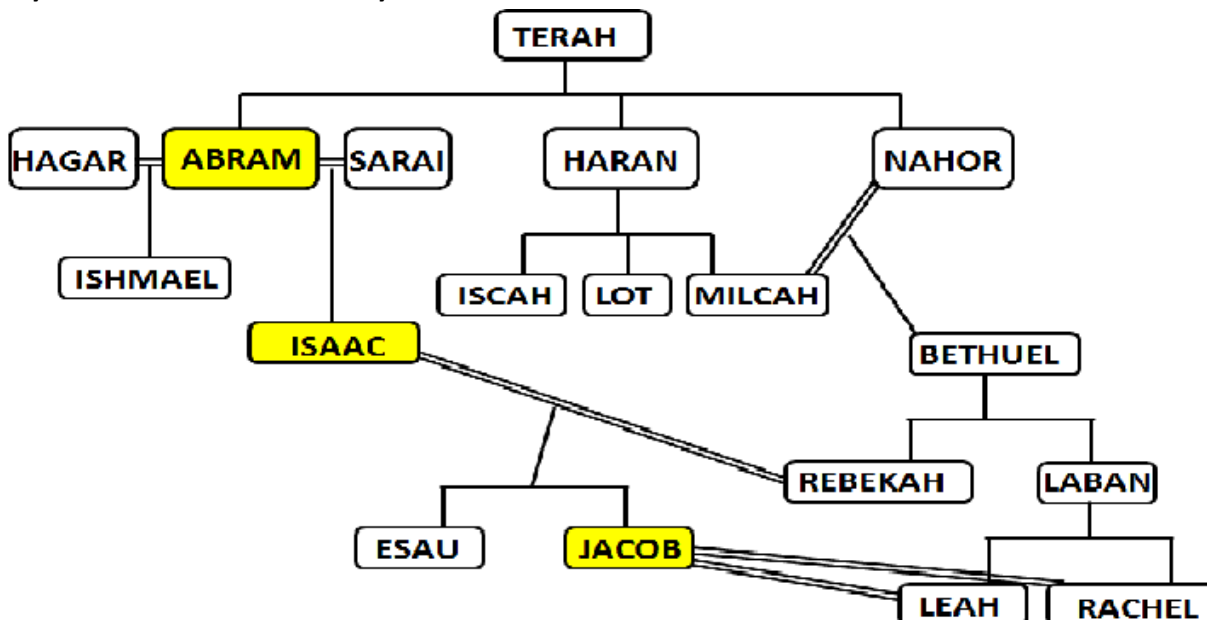 TERAH
HAGAR ABRAM SARAI HARAN NAHOR
ISHMAEL ISCAH LOT MILCAH
ISAAC BETHUEL
REBEKAH LABAN
ESAU JACOB
LEAH RACHEL